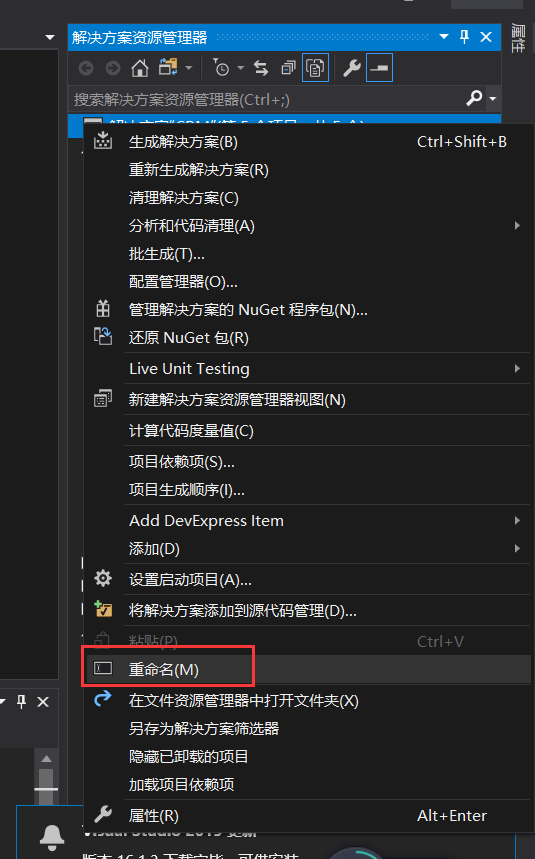 解决方案资源管理器
属性
搜索解决方案资源管理器(Ctrl+;)
生成解决方案(B) Ctrl+Shift+B
重新生成解决方案(R)
清理解决方案(C)
分析和代码清理(A)
批生成(T)...
配置管理器(O)...
管理解决方案的 NuGet 程序包(N)...
还原 NuGet 包(R)
Live Unit Testing
新建解决方案资源管理器视图(N)
计算代码度量值(C)
项目依赖项(S)...
项目生成顺序(I)...
Add DevExpress Item
添加(D)
设置启动项目(A)...
将解决方案添加到源代码管理(D)...
粘贴(P) Ctrl+V
重命名(M)
在文件资源管理器中打开文件夹(X)
另存为解决方案筛选器
隐藏已卸载的项目
加载项目依赖项
属性(R) Alt+Enter
Visual Studio 2019 更新